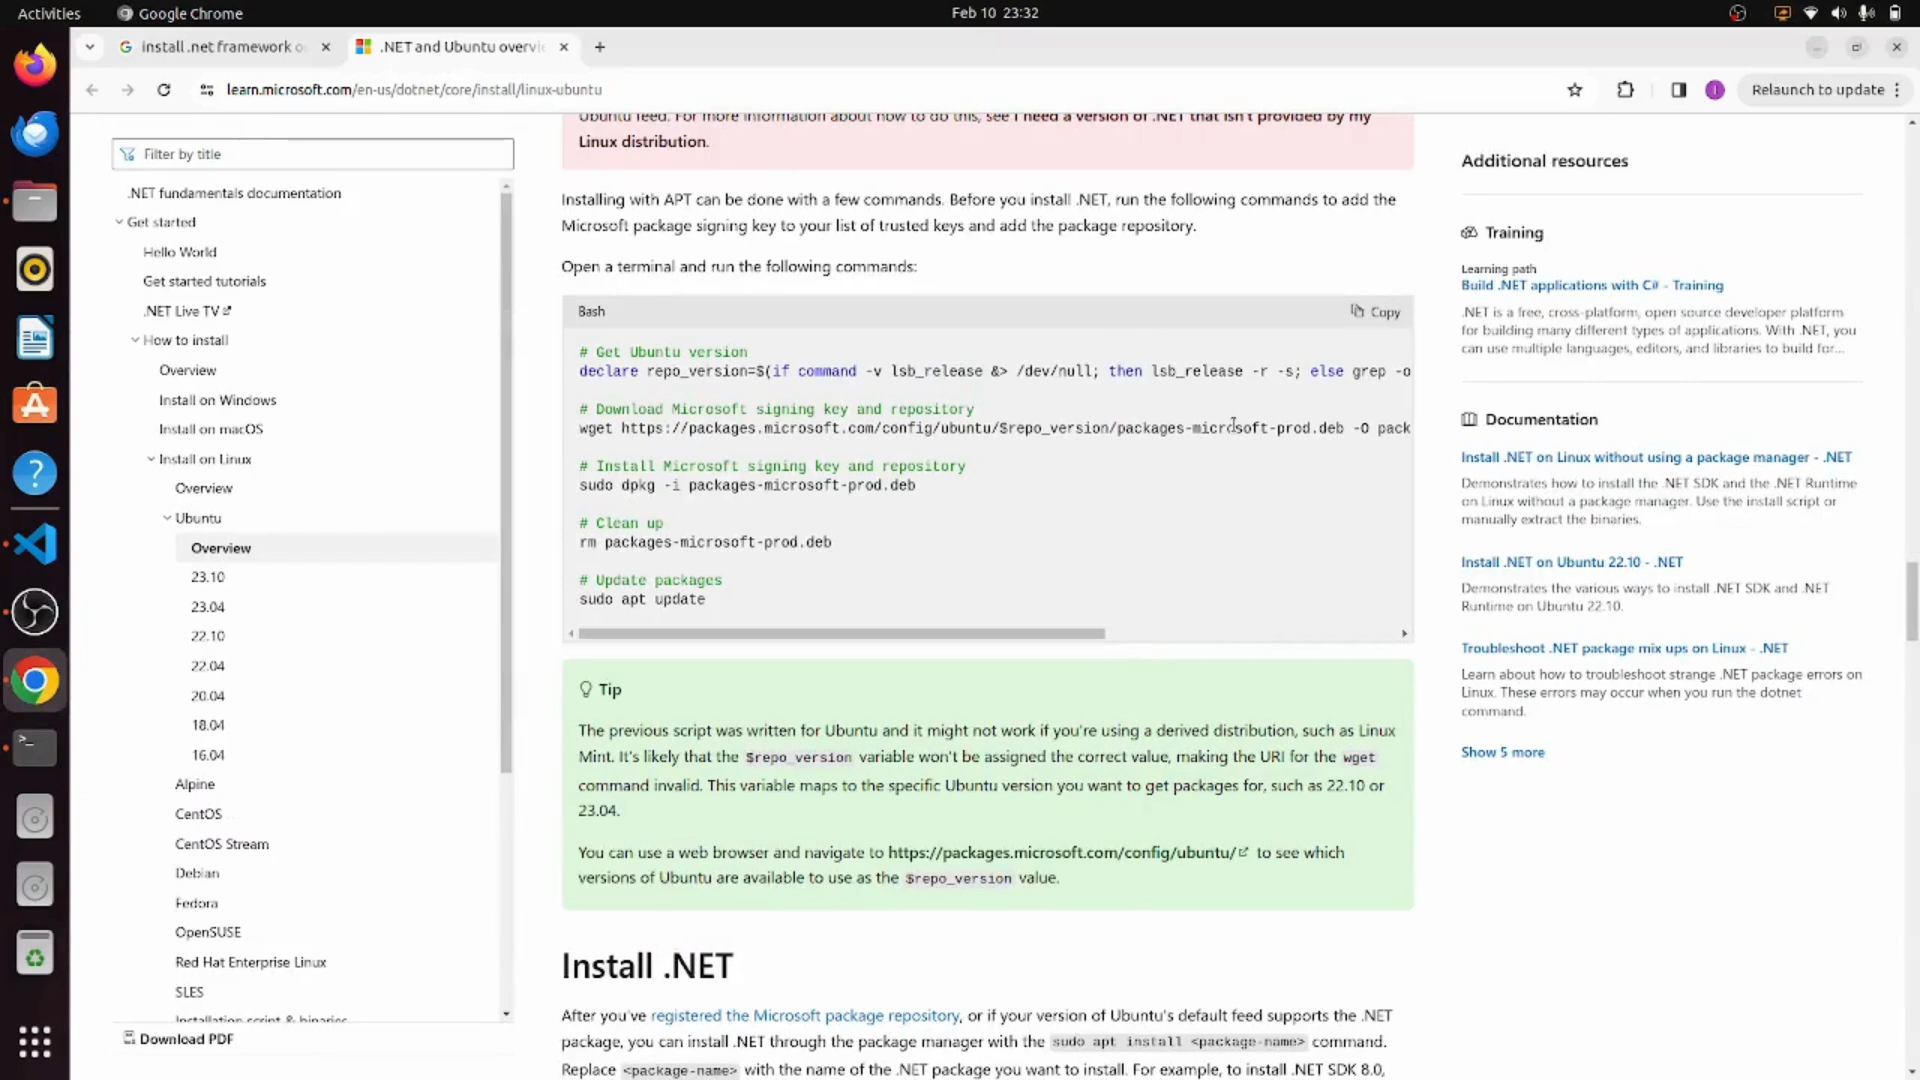 Activities
Google Chrome
Feb 10 23:32
install .net framework o
.NET and Ubuntu overvi
learn.microsoft.com/en-us/dotnet/core/install/linux-ubuntu
Relaunch to update
Filter by title
.NET fundamentals documentation
Get started
Hello World
Get started tutorials
.NET Live TV
How to install
Overview
Install on Windows
Install on macOS
Install on Linux
Overview
Ubuntu
Overview
23.10
23.04
22.10
22.04
20.04
18.04
16.04
Alpine
CentOS
CentOS Stream
Debian
Fedora
OpenSUSE
Red Hat Enterprise Linux
SLES
Installation script & binaries
Download PDF
Ubuntu feed. For more information about how to do this, see I need a version of .NET that isn't provided by my
Linux distribution.
Installing with APT can be done with a few commands. Before you install .NET, run the following commands to add the
Microsoft package signing key to your list of trusted keys and add the package repository.
Open a terminal and run the following commands:
Bash
Copy
# Get Ubuntu version
declare repo_version=$(if command -v lsb_release &> /dev/null; then lsb_release -r -s; else grep -o
# Download Microsoft signing key and repository
wget https://packages.microsoft.com/config/ubuntu/$repo_version/packages-microsoft-prod.deb -O pack
# Install Microsoft signing key and repository
sudo dpkg -i packages-microsoft-prod.deb
# Clean up
rm packages-microsoft-prod.deb
# Update packages
sudo apt update
Tip
The previous script was written for Ubuntu and it might not work if you're using a derived distribution, such as Linux
Mint. It's likely that the $repo_version variable won't be assigned the correct value, making the URI for the wget
command invalid. This variable maps to the specific Ubuntu version you want to get packages for, such as 22.10 or
23.04.
You can use a web browser and navigate to https://packages.microsoft.com/config/ubuntu/ to see which
versions of Ubuntu are available to use as the $repo_version value.
Install .NET
After you've registered the Microsoft package repository, or if your version of Ubuntu's default feed supports the .NET
package, you can install .NET through the package manager with the sudo apt install <package-name> command.
Replace <package-name> with the name of the .NET package you want to install. For example, to install .NET SDK 8.0,
Additional resources
Training
Learning path
Build .NET applications with C# - Training
.NET is a free, cross-platform, open source developer platform
for building many different types of applications. With .NET, you
can use multiple languages, editors, and libraries to build for...
Documentation
Install .NET on Linux without using a package manager - .NET
Demonstrates how to install the .NET SDK and the .NET Runtime
on Linux without a package manager. Use the install script or
manually extract the binaries.
Install .NET on Ubuntu 22.10 - .NET
Demonstrates the various ways to install .NET SDK and .NET
Runtime on Ubuntu 22.10.
Troubleshoot .NET package mix ups on Linux - .NET
Learn about how to troubleshoot strange .NET package errors on
Linux. These errors may occur when you run the dotnet
command.
Show 5 more